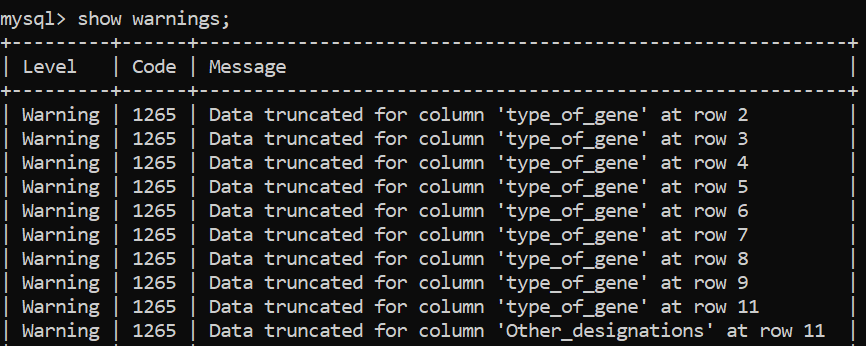 mysql> show warnings;
+---------+------+-----------------------------------------------------------+
| Level   | Code | Message                                                   |
+---------+------+-----------------------------------------------------------+
| Warning | 1265 | Data truncated for column 'type_of_gene' at row 2         |
| Warning | 1265 | Data truncated for column 'type_of_gene' at row 3         |
| Warning | 1265 | Data truncated for column 'type_of_gene' at row 4         |
| Warning | 1265 | Data truncated for column 'type_of_gene' at row 5         |
| Warning | 1265 | Data truncated for column 'type_of_gene' at row 6         |
| Warning | 1265 | Data truncated for column 'type_of_gene' at row 7         |
| Warning | 1265 | Data truncated for column 'type_of_gene' at row 8         |
| Warning | 1265 | Data truncated for column 'type_of_gene' at row 9         |
| Warning | 1265 | Data truncated for column 'type_of_gene' at row 11        |
| Warning | 1265 | Data truncated for column 'Other_designations' at row 11  |